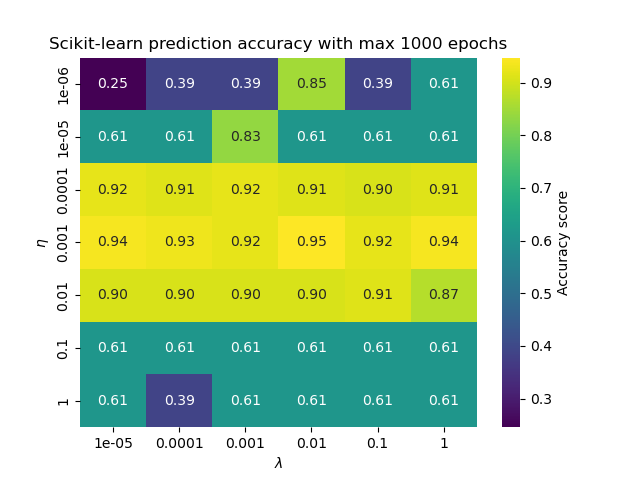 Scikit-learn prediction accuracy with max 1000 epochs
1e-06 0.25 0.39 0.39 0.85 0.39 0.61
1e-05 0.61 0.61 0.83 0.61 0.61 0.61
0.0001 0.92 0.91 0.92 0.91 0.90 0.91
0.001 0.94 0.93 0.92 0.95 0.92 0.94
0.01 0.90 0.90 0.90 0.90 0.91 0.87
0.1 0.61 0.61 0.61 0.61 0.61 0.61
1 0.61 0.39 0.61 0.61 0.61 0.61
η
1e-05 0.0001 0.001 0.01 0.1 1
λ
0.9
0.8
0.7
0.6
0.5
0.4
0.3
Accuracy score